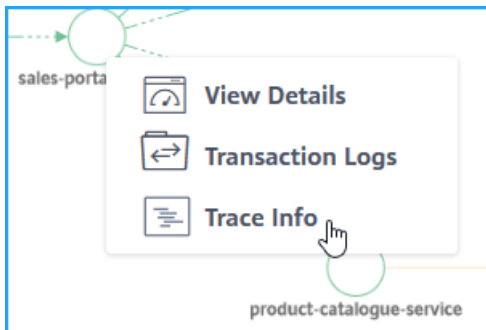 sales-porta
View Details
Transaction Logs
Trace Info
product-catalogue-service